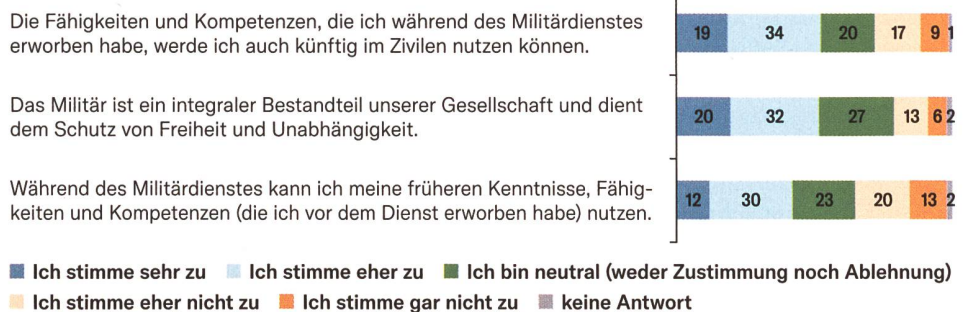 Die Fähigkeiten und Kompetenzen, die ich während des Militärdienstes
erworben habe, werde ich auch künftig im Zivilen nutzen können.
19 34 20 17 9 1
Das Militär ist ein integraler Bestandteil unserer Gesellschaft und dient
dem Schutz von Freiheit und Unabhängigkeit.
20 32 27 13 6 2
Während des Militärdienstes kann ich meine früheren Kenntnisse, Fähig-
keiten und Kompetenzen (die ich vor dem Dienst erworben habe) nutzen.
12 30 23 20 13 2
Ich stimme sehr zu Ich stimme eher zu Ich bin neutral (weder Zustimmung noch Ablehnung)
Ich stimme eher nicht zu Ich stimme gar nicht zu keine Antwort